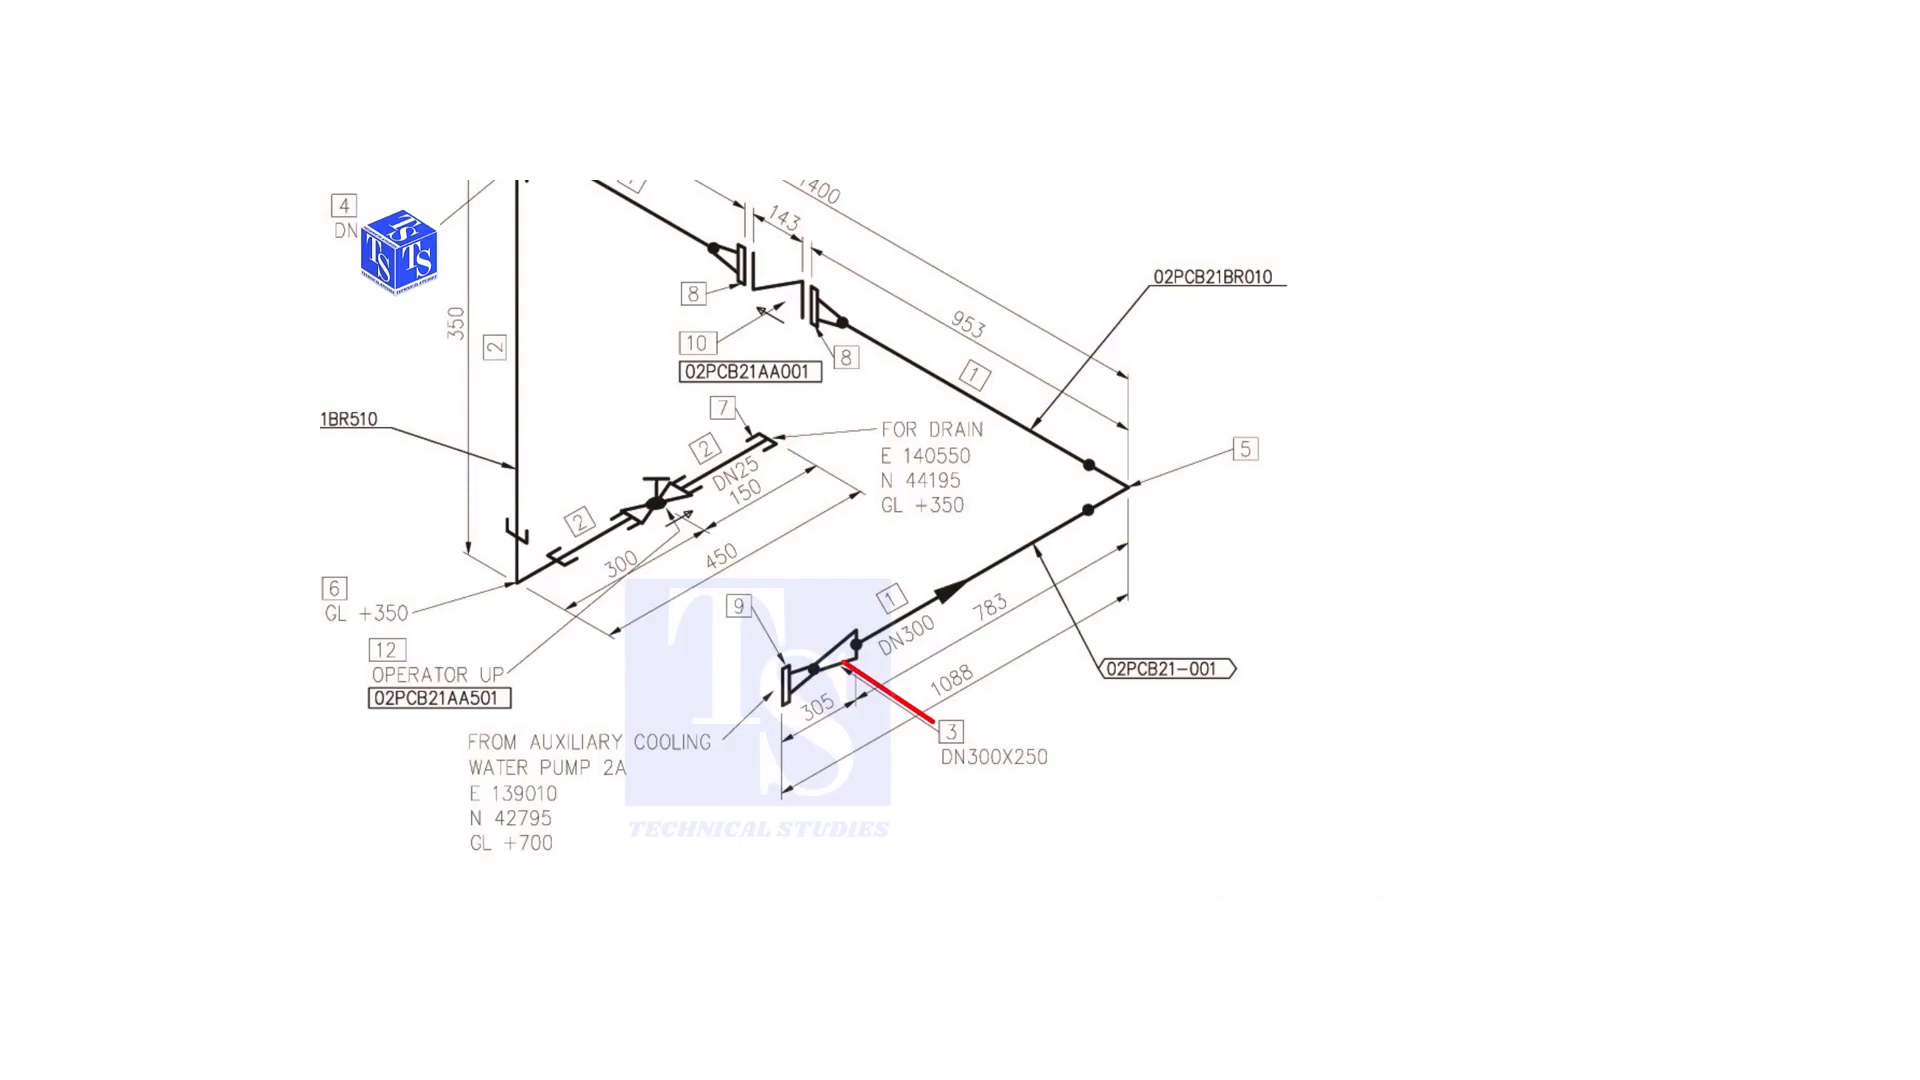 1400
4
DN
143
350
2
8
02PCB21BR010
953
10
8
1
02PCB21AA001
7
1BR510
FOR DRAIN
E 140550
N 44195
GL +350
2
DN25
150
5
2
300
450
6
GL +350
9
1
DN300
783
12
OPERATOR UP
02PCB21AA501
02PCB21-001
1088
305
3
DN300X250
FROM AUXILIARY COOLING
WATER PUMP 2A
E 139010
N 42795
GL +700
TS
TECHNICAL STUDIES